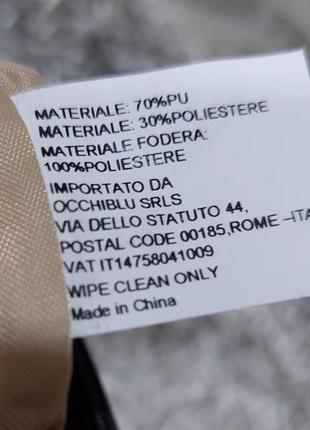 MATERIALE: 70%PU
MATERIALE: 30%POLIESTERE
MATERIALE FODERA:
100%POLIESTERE
IMPORTATO DA
OCCHIBLU SRLS
VIA DELLO STATUTO 44,
POSTAL CODE 00185,ROME –ITA
VAT IT14758041009
WIPE CLEAN ONLY
Made in China